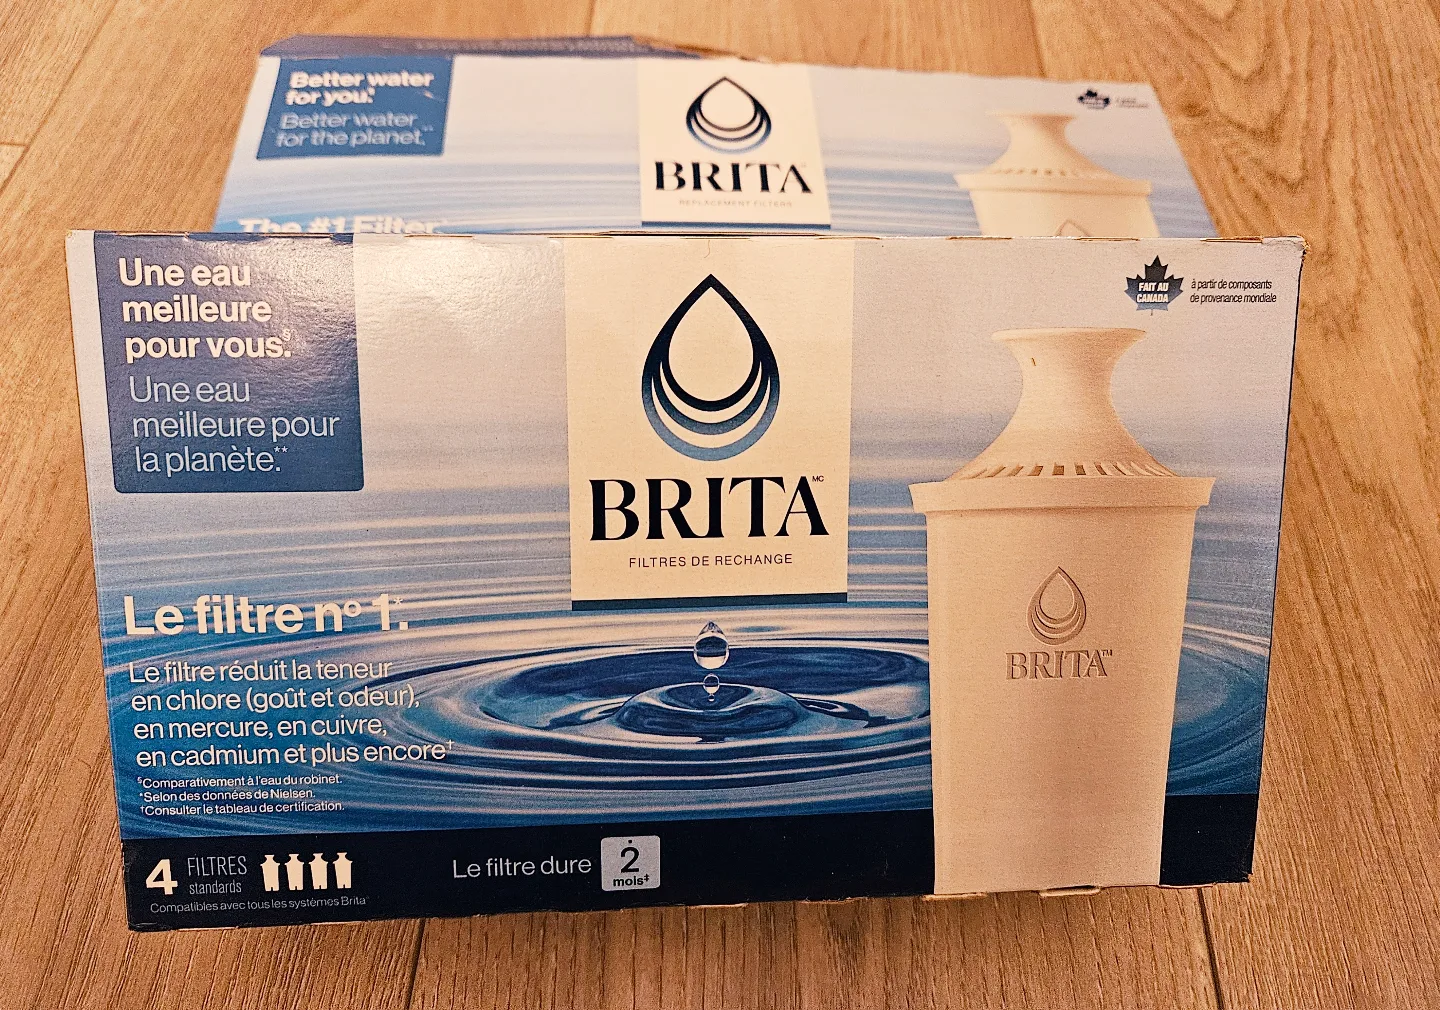 Better water
for you.†
Better water
for the planet.**
The #1 Filter
BRITA
REPLACEMENT FILTERS
Une eau
meilleure
pour vous.§
Une eau
meilleure pour
la planète.**
BRITA MC
FILTRES DE RECHANGE
FAIT AU
CANADA
à partir de composants
de provenance mondiale
Le filtre nº 1.*
Le filtre réduit la teneur
en chlore (goût et odeur),
en mercure, en cuivre,
en cadmium et plus encore†
§Comparativement à l'eau du robinet.
*Selon des données de Nielsen.
†Consulter le tableau de certification.
BRITA™
4 FILTRES
standards
Compatibles avec tous les systèmes Brita
Le filtre dure 2
mois‡